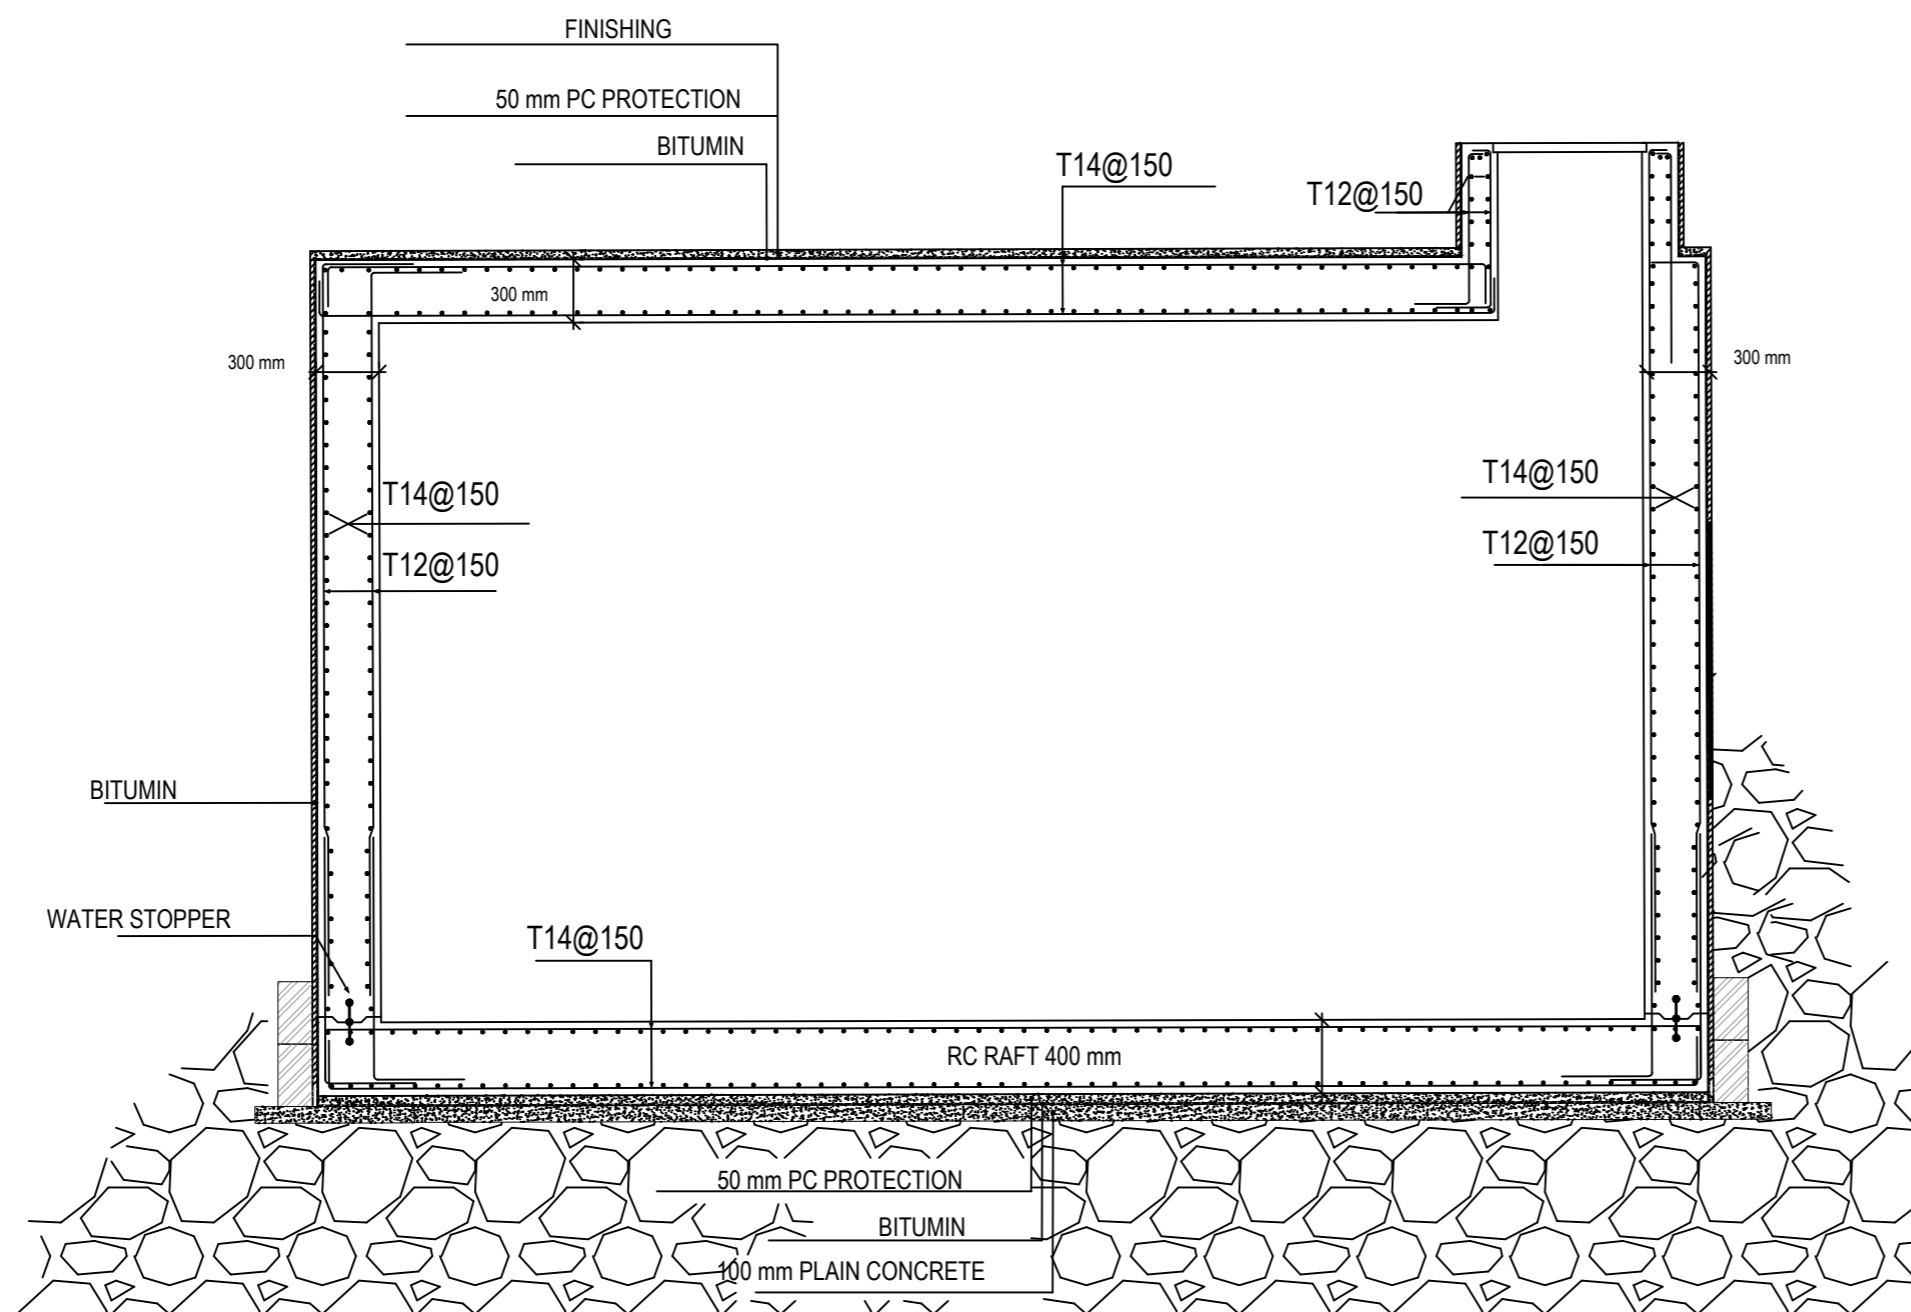 FINISHING
50 mm PC PROTECTION
BITUMIN
T14@150
T12@150
300 mm
300 mm
300 mm
T14@150
T12@150
T14@150
T12@150
BITUMIN
WATER STOPPER
T14@150
RC RAFT 400 mm
50 mm PC PROTECTION
BITUMIN
100 mm PLAIN CONCRETE